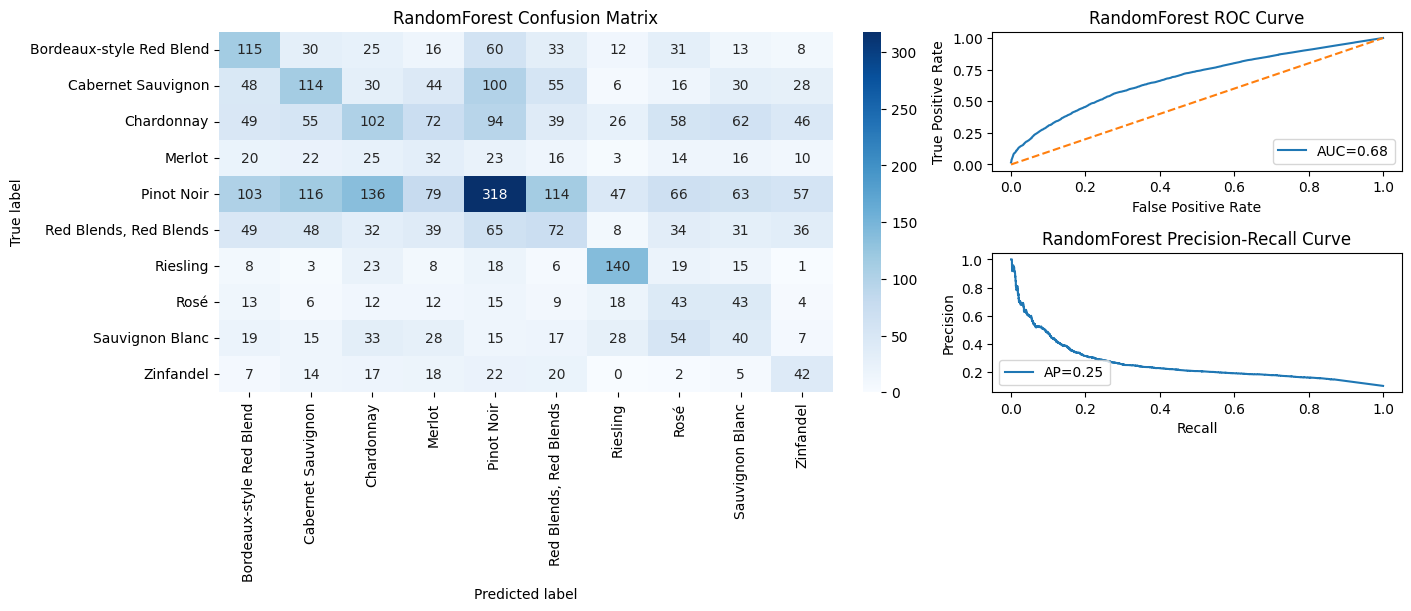 RandomForest Confusion Matrix
True label
Bordeaux-style Red Blend 115 30 25 16 60 33 12 31 13 8
Cabernet Sauvignon 48 114 30 44 100 55 6 16 30 28
Chardonnay 49 55 102 72 94 39 26 58 62 46
Merlot 20 22 25 32 23 16 3 14 16 10
Pinot Noir 103 116 136 79 318 114 47 66 63 57
Red Blends, Red Blends 49 48 32 39 65 72 8 34 31 36
Riesling 8 3 23 8 18 6 140 19 15 1
Rosé 13 6 12 12 15 9 18 43 43 4
Sauvignon Blanc 19 15 33 28 15 17 28 54 40 7
Zinfandel 7 14 17 18 22 20 0 2 5 42
Bordeaux-style Red Blend
Cabernet Sauvignon
Chardonnay
Merlot
Pinot Noir
Red Blends, Red Blends
Riesling
Rosé
Sauvignon Blanc
Zinfandel
Predicted label
300
250
200
150
100
50
0
RandomForest ROC Curve
True Positive Rate
1.00
0.75
0.50
0.25
0.00
AUC=0.68
0.0 0.2 0.4 0.6 0.8 1.0
False Positive Rate
RandomForest Precision-Recall Curve
Precision
1.0
0.8
0.6
0.4
0.2
AP=0.25
0.0 0.2 0.4 0.6 0.8 1.0
Recall